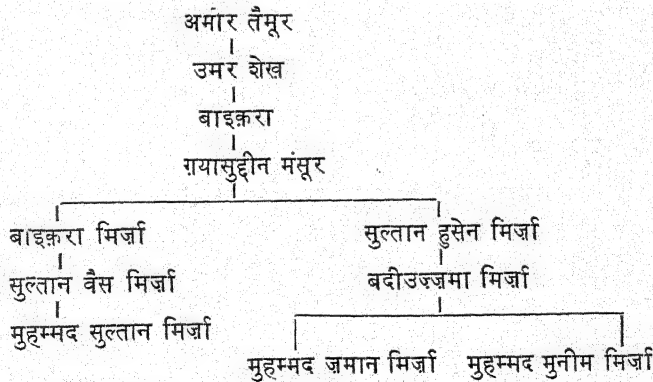 अमीर तैमूर
उमर शेख
बाइक़रा
ग़यासुद्दीन मंसूर
बाइक़रा मिर्ज़ा सुल्तान हुसेन मिर्ज़ा
सुल्तान वैस मिर्ज़ा बदीउज्ज़मा मिर्ज़ा
मुहम्मद सुल्तान मिर्ज़ा
मुहम्मद ज़मान मिर्ज़ा मुहम्मद मुनीम मिर्ज़ा